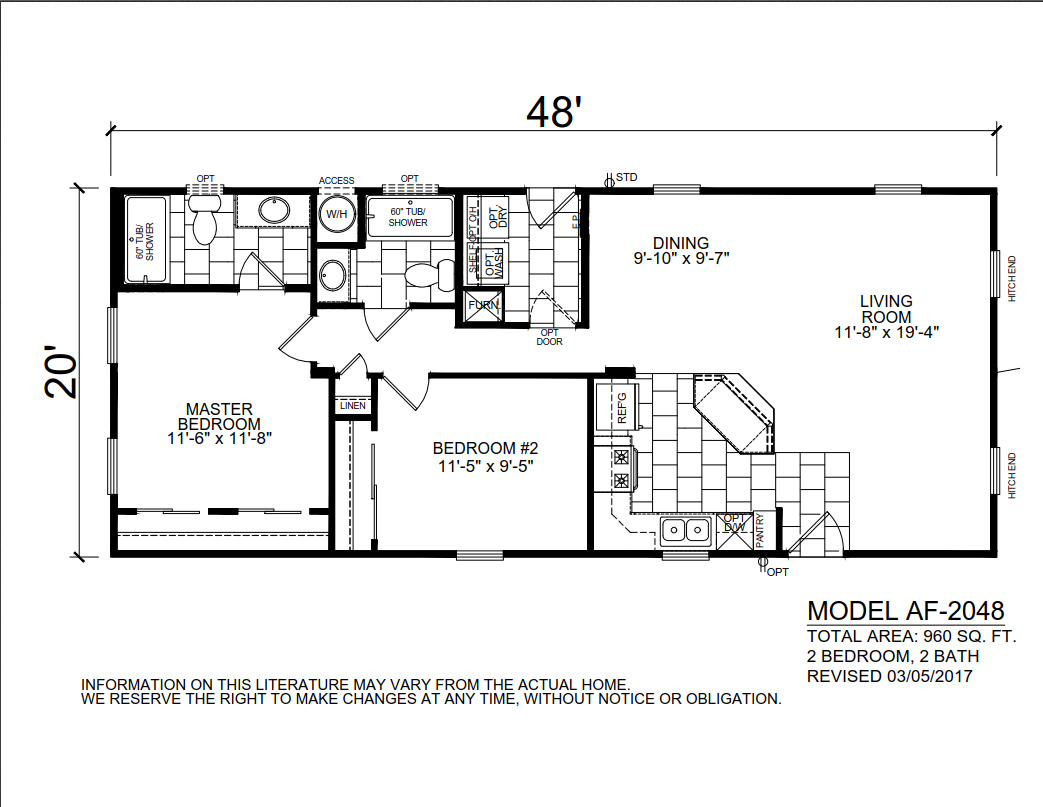 48'
STD
OPT
ACCESS
OPT
W/H
60" TUB/
SHOWER
60" TUB/
SHOWER
SHELF OPT O/H
OPT.
DRY
OPT.
WASH
E.P.
FURN.
OPT
DOOR
DINING
9'-10" x 9'-7"
HITCH END
LIVING
ROOM
11'-8" x 19'-4"
20'
LINEN
REF'G
MASTER
BEDROOM
11'-6" x 11'-8"
BEDROOM #2
11'-5" x 9'-5"
HITCH END
OPT
D/W
PANTRY
OPT
MODEL AF-2048
TOTAL AREA: 960 SQ. FT.
2 BEDROOM, 2 BATH
REVISED 03/05/2017
INFORMATION ON THIS LITERATURE MAY VARY FROM THE ACTUAL HOME.
WE RESERVE THE RIGHT TO MAKE CHANGES AT ANY TIME, WITHOUT NOTICE OR OBLIGATION.